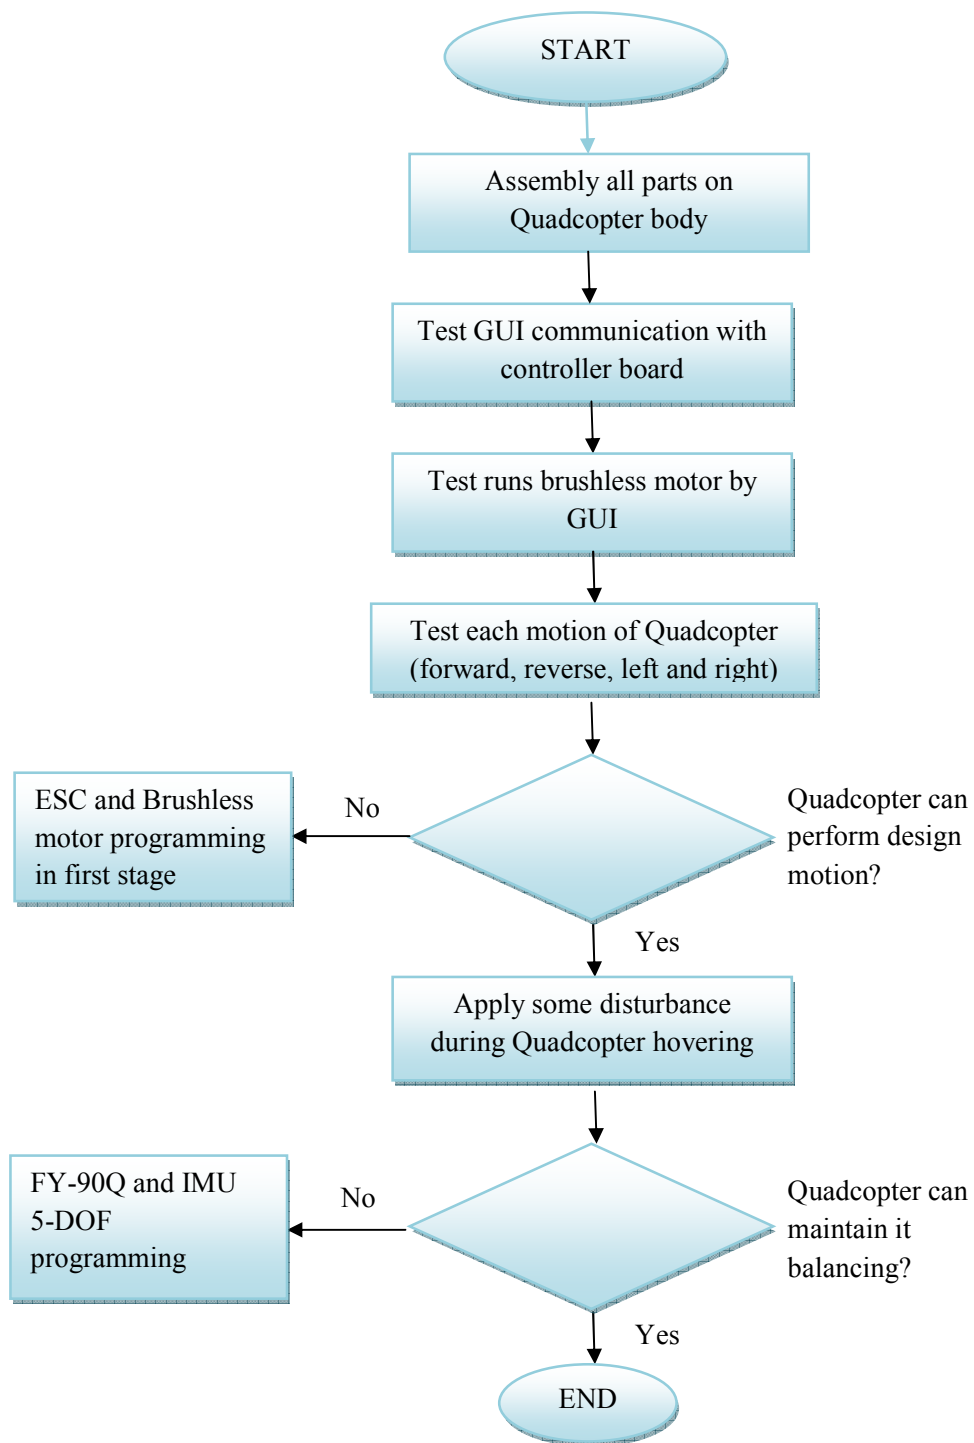 START
Assembly all parts on
Quadcopter body
Test GUI communication with
controller board
Test runs brushless motor by
GUI
Test each motion of Quadcopter
(forward, reverse, left and right)
ESC and Brushless
motor programming
in first stage
No
Quadcopter can
perform design
motion?
Yes
Apply some disturbance
during Quadcopter hovering
FY-90Q and IMU
5-DOF
programming
No
Quadcopter can
maintain it
balancing?
Yes
END